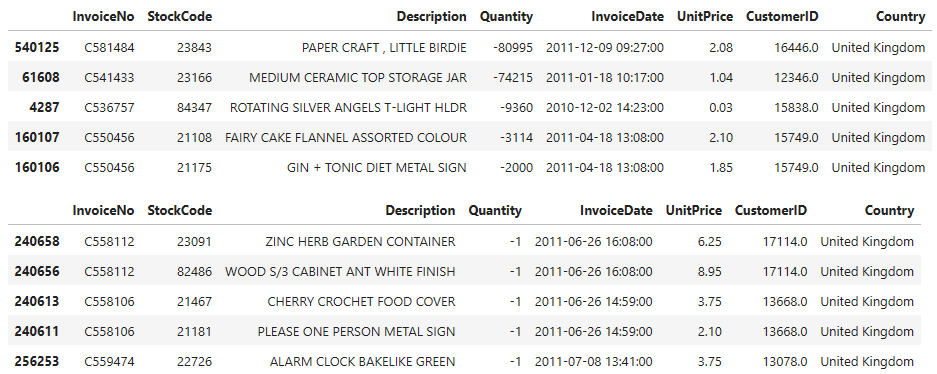 InvoiceNo StockCode Description Quantity InvoiceDate UnitPrice CustomerID Country
540125 C581484 23843 PAPER CRAFT , LITTLE BIRDIE -80995 2011-12-09 09:27:00 2.08 16446.0 United Kingdom
61608 C541433 23166 MEDIUM CERAMIC TOP STORAGE JAR -74215 2011-01-18 10:17:00 1.04 12346.0 United Kingdom
4287 C536757 84347 ROTATING SILVER ANGELS T-LIGHT HLDR -9360 2010-12-02 14:23:00 0.03 15838.0 United Kingdom
160107 C550456 21108 FAIRY CAKE FLANNEL ASSORTED COLOUR -3114 2011-04-18 13:08:00 2.10 15749.0 United Kingdom
160106 C550456 21175 GIN + TONIC DIET METAL SIGN -2000 2011-04-18 13:08:00 1.85 15749.0 United Kingdom
InvoiceNo StockCode Description Quantity InvoiceDate UnitPrice CustomerID Country
240658 C558112 23091 ZINC HERB GARDEN CONTAINER -1 2011-06-26 16:08:00 6.25 17114.0 United Kingdom
240656 C558112 82486 WOOD S/3 CABINET ANT WHITE FINISH -1 2011-06-26 16:08:00 8.95 17114.0 United Kingdom
240613 C558106 21467 CHERRY CROCHET FOOD COVER -1 2011-06-26 14:59:00 3.75 13668.0 United Kingdom
240611 C558106 21181 PLEASE ONE PERSON METAL SIGN -1 2011-06-26 14:59:00 2.10 13668.0 United Kingdom
256253 C559474 22726 ALARM CLOCK BAKELIKE GREEN -1 2011-07-08 13:41:00 3.75 13078.0 United Kingdom